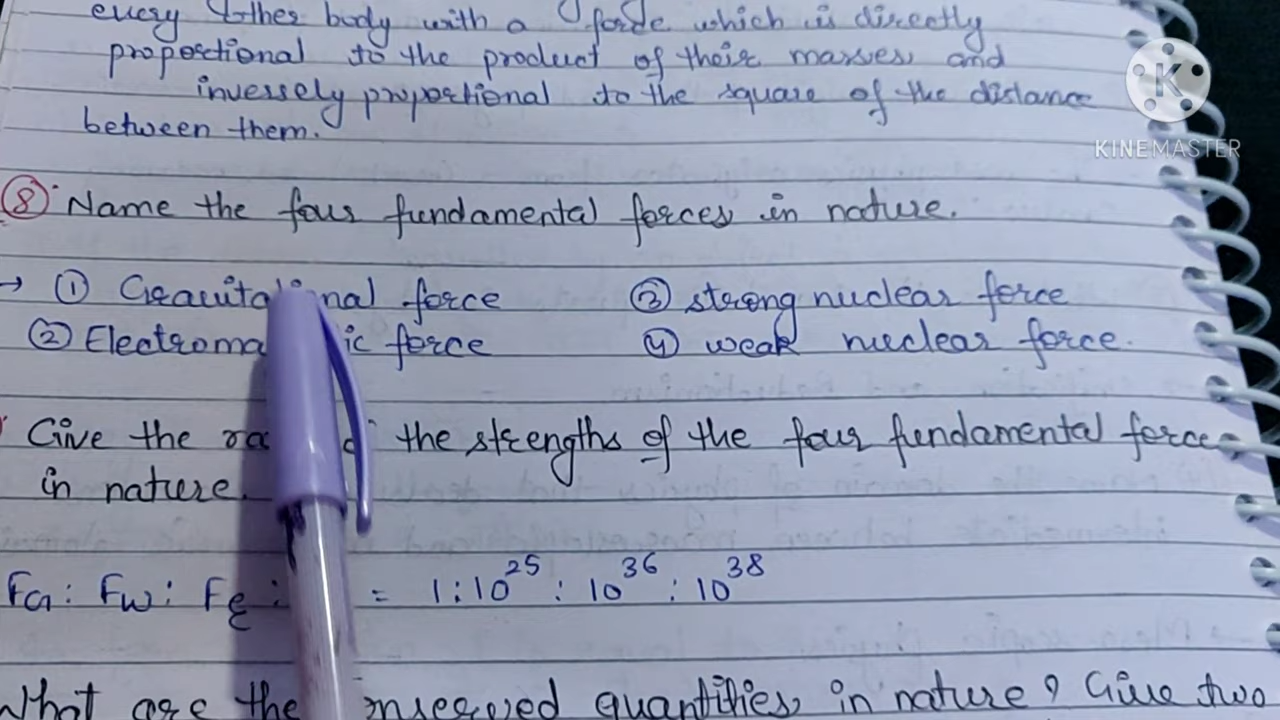 every other body with a force which is directly
proportional to the product of their masses and
inversely proportional to the square of the distance
between them.
K
KINEMASTER
⑧ Name the four fundamental forces in nature.
→ ① Gravita nal force ③ strong nuclear force
② Electroma ic force ④ weak nuclear force.
Give the the strengths of the four fundamental force
in nature.
FG : FW : FE : = 1 : 10^25 : 10^36 : 10^38
What are the quantities in nature? Give two